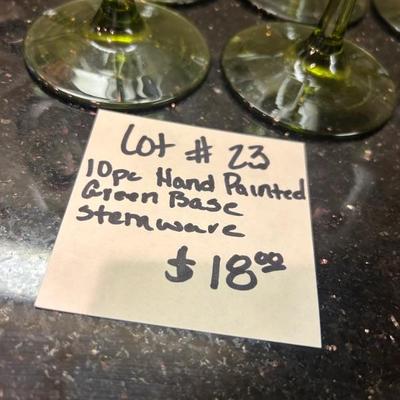 Lot # 23
10pc Hand Painted
Green Base
Stemware
$18.00